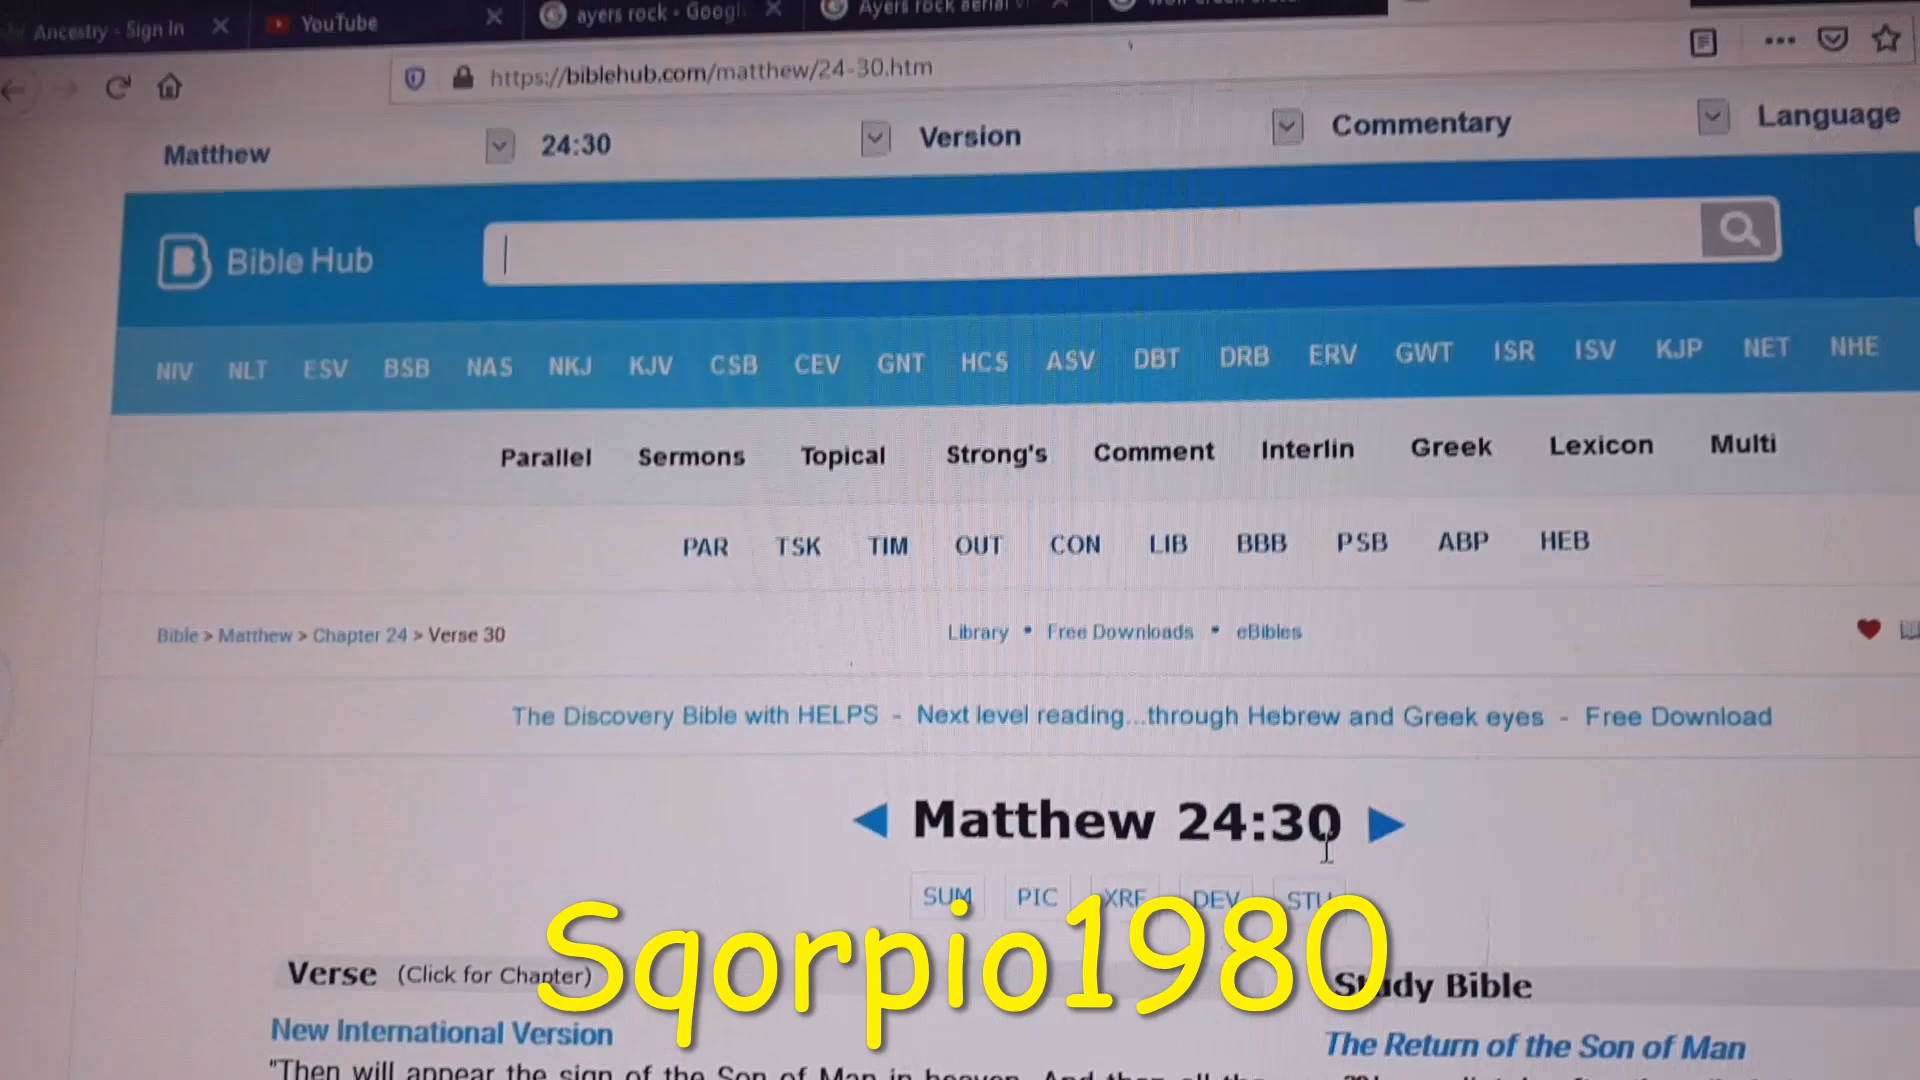 Ancestry - Sign In
YouTube
ayers rock - Googl
Ayers rock aerial
https://biblehub.com/matthew/24-30.htm
Matthew 24:30 Version Commentary Language
Bible Hub
NIV NLT ESV BSB NAS NKJ KJV CSB CEV GNT HCS ASV DBT DRB ERV GWT ISR ISV KJP NET NHE
Parallel Sermons Topical Strong's Comment Interlin Greek Lexicon Multi
PAR TSK TIM OUT CON LIB BBB PSB ABP HEB
Bible > Matthew > Chapter 24 > Verse 30
Library • Free Downloads • eBibles
The Discovery Bible with HELPS - Next level reading...through Hebrew and Greek eyes - Free Download
Matthew 24:30
SUM PIC XRF DEV STU
Sqorpio1980
Verse (Click for Chapter)
Study Bible
New International Version
The Return of the Son of Man
"Then will appear the sign of the Son of Man in heaven. And then all the